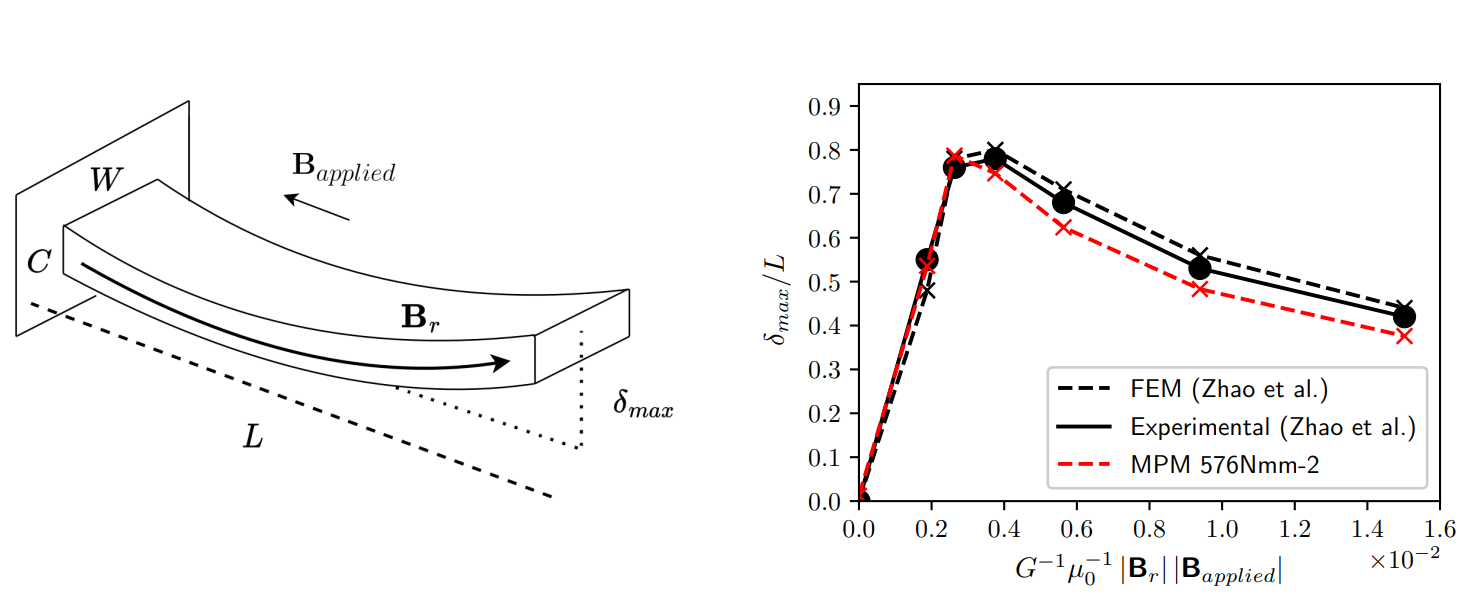 W
B_applied
C
B_r
δ_max
L
δ_max/L
0.9
0.8
0.7
0.6
0.5
0.4
0.3
0.2
0.1
0.0
FEM (Zhao et al.)
Experimental (Zhao et al.)
MPM 576Nmm-2
0.0 0.2 0.4 0.6 0.8 1.0 1.2 1.4 1.6
×10⁻²
G⁻¹μ₀⁻¹ |B_r| |B_applied|